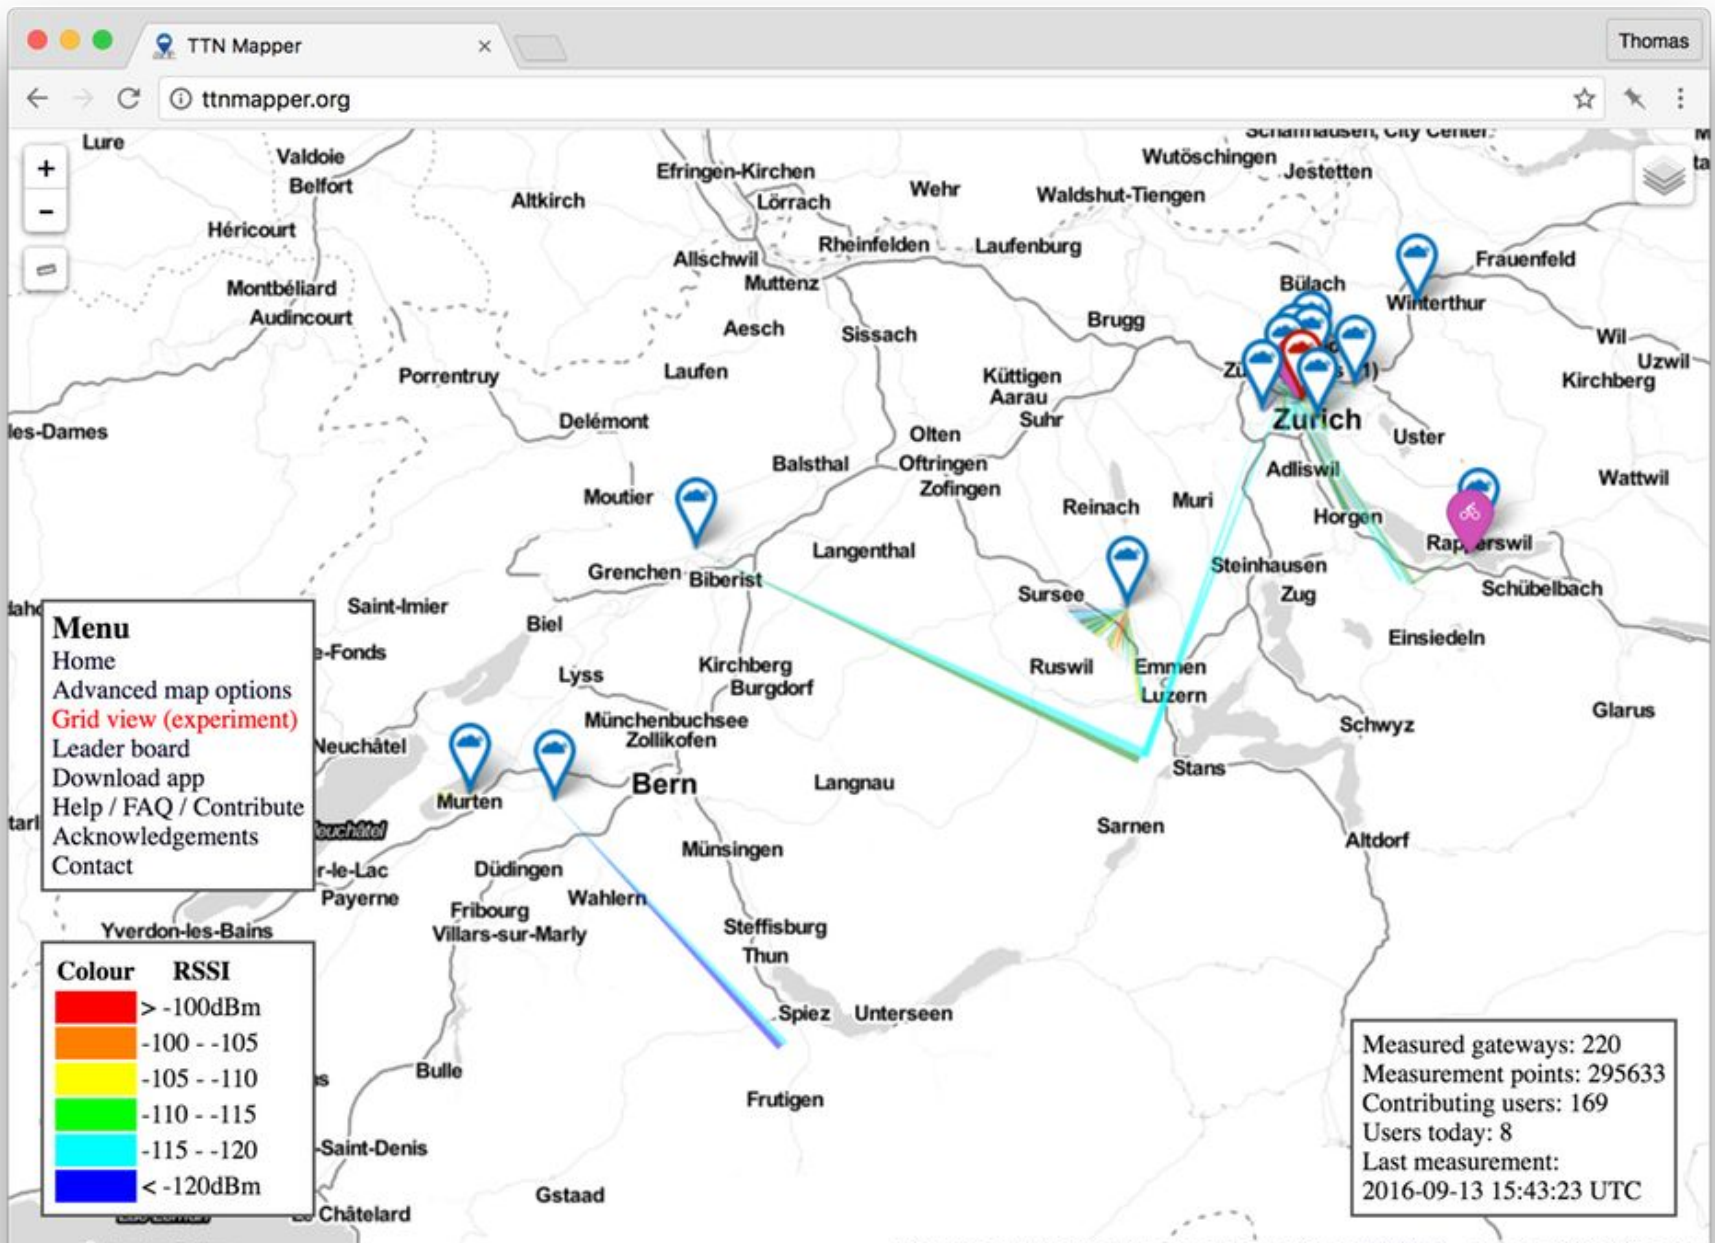 TTN Mapper
Thomas
ttnmapper.org
Lure
Valdoie
Belfort
Altkirch
Efringen-Kirchen
Lörrach
Wehr
Wutöschingen
Schaffhausen, City Center
Jestetten
Waldshut-Tiengen
Héricourt
Allschwil
Rheinfelden
Laufenburg
Muttenz
Frauenfeld
Bülach
Winterthur
Montbéliard
Audincourt
Aesch
Sissach
Brugg
Wil
Uzwil
Kirchberg
Porrentruy
Laufen
Küttigen
Aarau
Suhr
Zurich
Uster
les-Dames
Delémont
Olten
Balsthal
Oftringen
Zofingen
Adliswil
Wattwil
Moutier
Reinach
Muri
Horgen
Rapperswil
Langenthal
Grenchen
Biberist
Sursee
Steinhausen
Zug
Schübelbach
Saint-Imier
Biel
Einsiedeln
e-Fonds
Lyss
Kirchberg
Burgdorf
Ruswil
Emmen
Luzern
Glarus
Schwyz
Münchenbuchsee
Zollikofen
Neuchâtel
Bern
Langnau
Stans
Murten
Sarnen
Altdorf
Münsingen
euchâtel
r-le-Lac
Payerne
Düdingen
Wahlern
Fribourg
Villars-sur-Marly
Steffisburg
Thun
Yverdon-les-Bains
Spiez
Unterseen
Bulle
Frutigen
-Saint-Denis
Gstaad
Châtelard
Menu
Home
Advanced map options
Grid view (experiment)
Leader board
Download app
Help / FAQ / Contribute
Acknowledgements
Contact
Colour RSSI
> -100dBm
-100 - -105
-105 - -110
-110 - -115
-115 - -120
< -120dBm
Measured gateways: 220
Measurement points: 295633
Contributing users: 169
Users today: 8
Last measurement:
2016-09-13 15:43:23 UTC